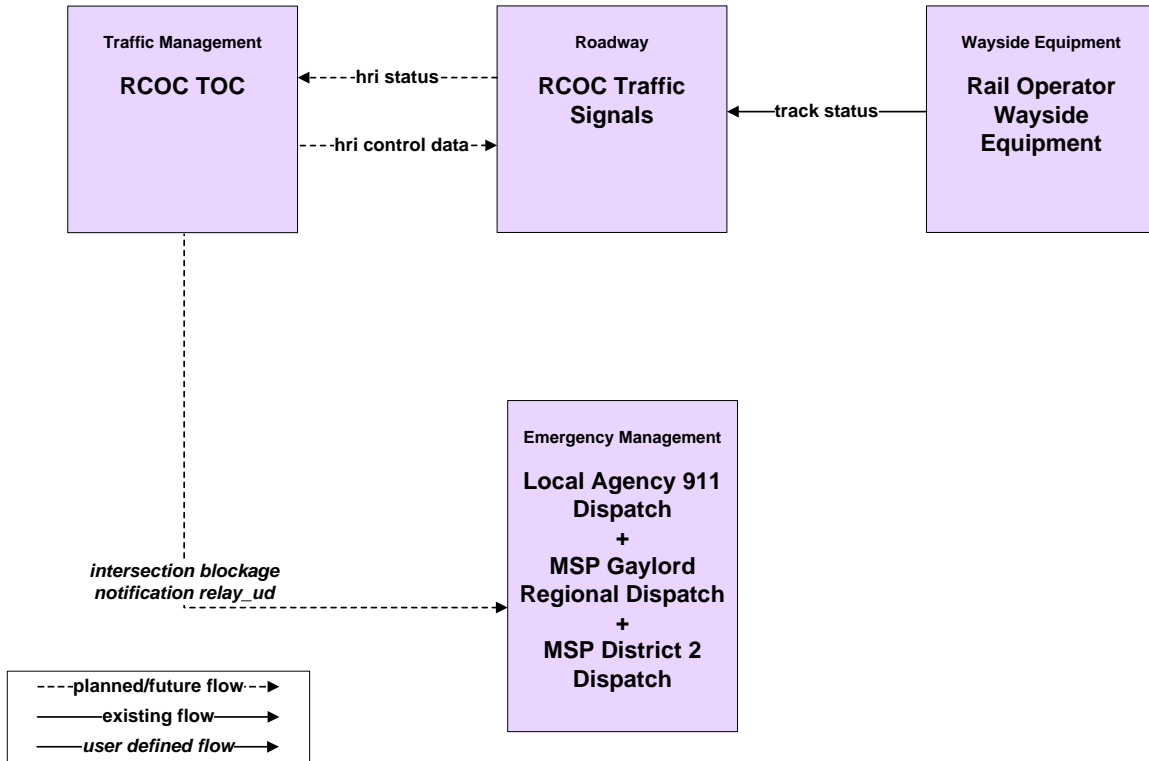 Traffic Management
RCOC TOC
Roadway
RCOC Traffic
Signals
Wayside Equipment
Rail Operator
Wayside
Equipment
hri status
track status
hri control data
Emergency Management
Local Agency 911
Dispatch
+
MSP Gaylord
Regional Dispatch
+
MSP District 2
Dispatch
intersection blockage
notification relay_ud
planned/future flow
existing flow
user defined flow